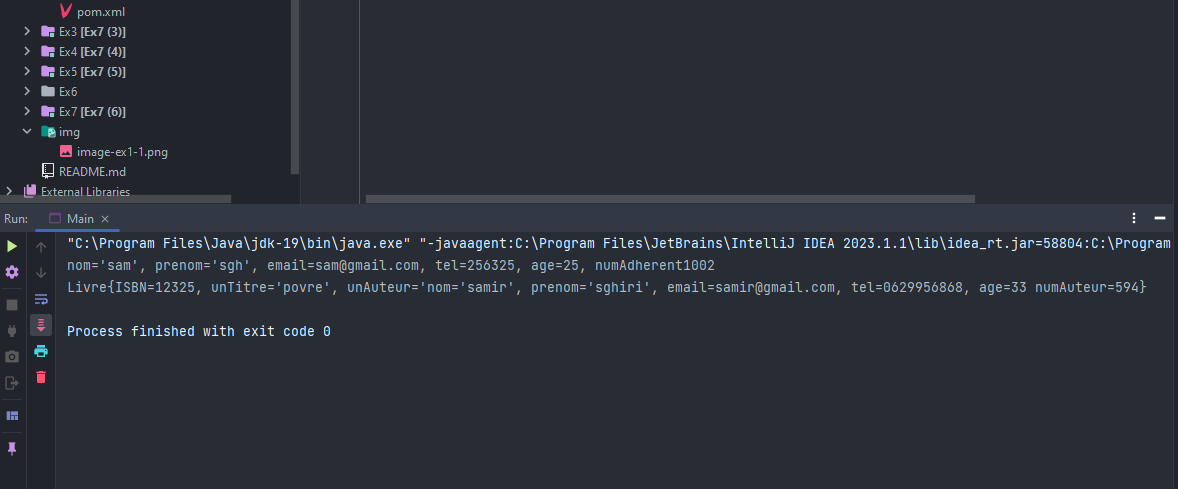 pom.xml
Ex3 [Ex7 (3)]
Ex4 [Ex7 (4)]
Ex5 [Ex7 (5)]
Ex6
Ex7 [Ex7 (6)]
img
image-ex1-1.png
README.md
External Libraries
Run: Main
"C:\Program Files\Java\jdk-19\bin\java.exe" "-javaagent:C:\Program Files\JetBrains\IntelliJ IDEA 2023.1.1\lib\idea_rt.jar=58804:C:\Program
nom='sam', prenom='sgh', email=sam@gmail.com, tel=256325, age=25, numAdherent1002
Livre{ISBN=12325, unTitre='povre', unAuteur='nom='samir', prenom='sghiri', email=samir@gmail.com, tel=0629956868, age=33 numAuteur=594}
Process finished with exit code 0